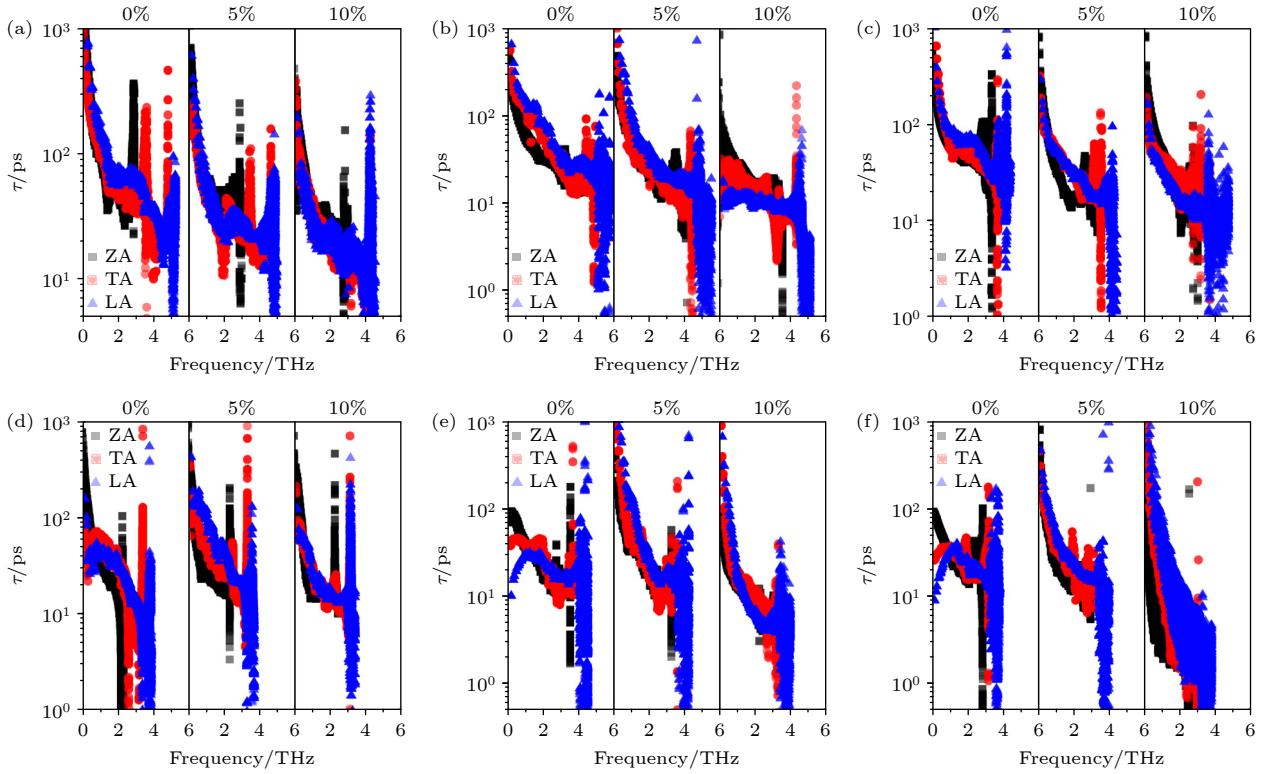 (a) 0% 5% 10%
10³
10²
10¹
τ/ps
ZA
TA
LA
0 2 4 6 2 4 6 2 4 6
Frequency/THz
(b) 0% 5% 10%
10³
10²
10¹
10⁰
τ/ps
ZA
TA
LA
0 2 4 6 2 4 6 2 4 6
Frequency/THz
(c) 0% 5% 10%
10³
10²
10¹
10⁰
τ/ps
ZA
TA
LA
0 2 4 6 2 4 6 2 4 6
Frequency/THz
(d) 0% 5% 10%
10³
10²
10¹
10⁰
τ/ps
ZA
TA
LA
0 2 4 6 2 4 6 2 4 6
Frequency/THz
(e) 0% 5% 10%
10³
10²
10¹
10⁰
τ/ps
ZA
TA
LA
0 2 4 6 2 4 6 2 4 6
Frequency/THz
(f) 0% 5% 10%
10³
10²
10¹
10⁰
τ/ps
ZA
TA
LA
0 2 4 6 2 4 6 2 4 6
Frequency/THz